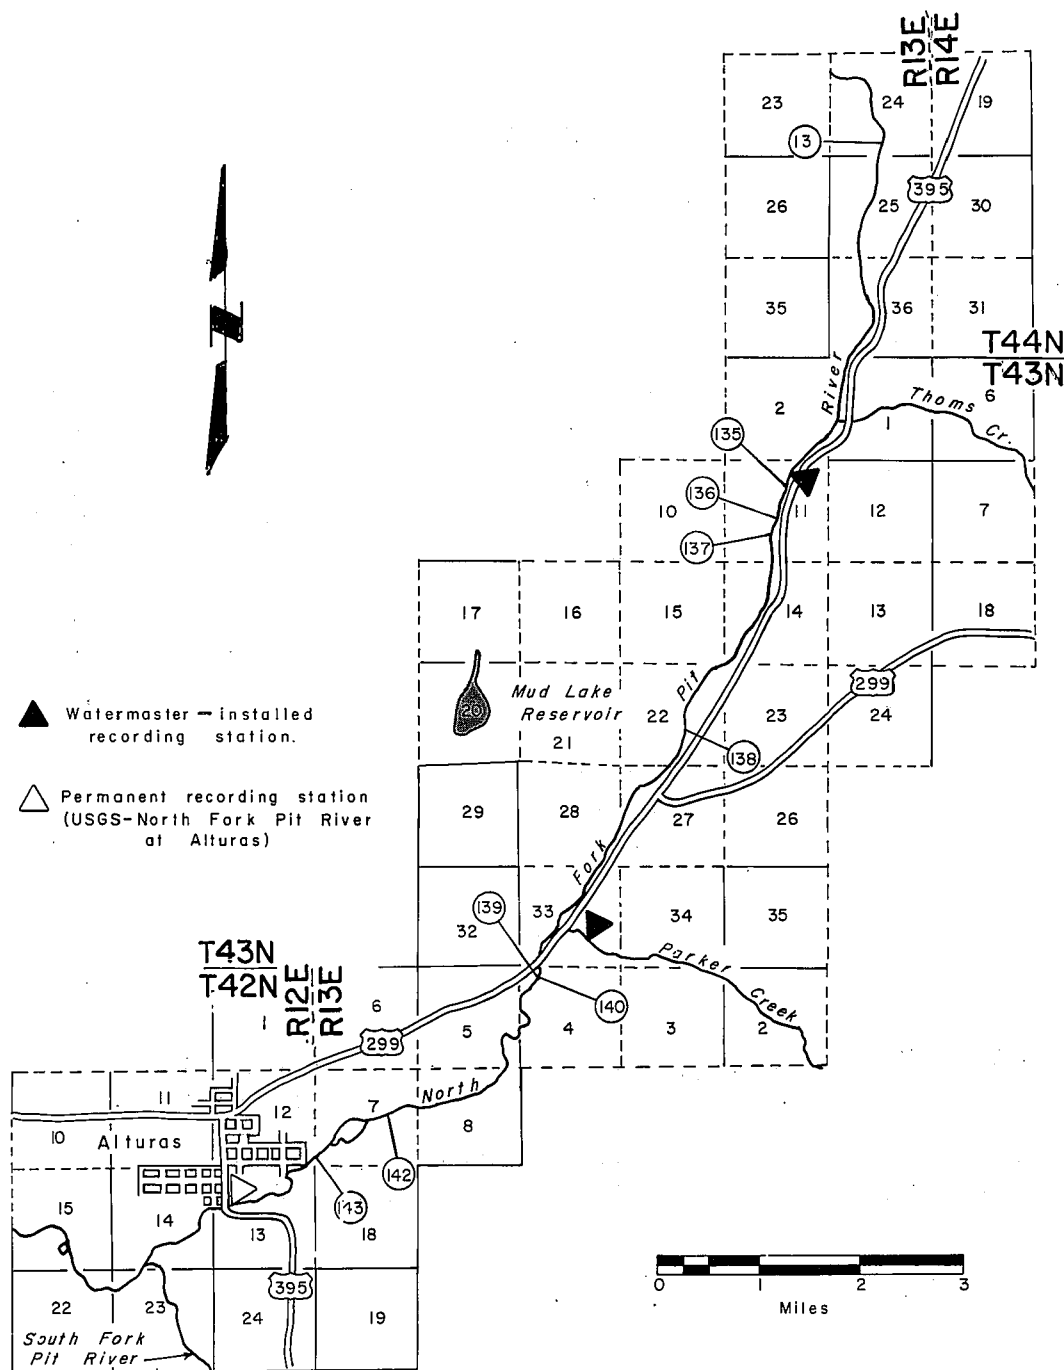 R13E
R14E
23
24
19
13
395
26
25
30
35
36
31
T44N
T43N
River
2
1
6
Thoms
Cr.
135
136
10
11
12
7
137
17
16
15
14
13
18
299
20
Mud Lake
Reservoir
Pit
22
23
24
21
138
Watermaster - installed
recording station.
Permanent recording station
(USGS-North Fork Pit River
at Alturas)
29
28
27
26
Fork
139
33
32
34
35
Parker
Creek
T43N
T42N
R12E
R13E
1
6
299
5
140
4
3
2
11
12
7
North
8
10
Alturas
142
15
14
13
143
18
22
23
24
395
19
South Fork
Pit River
0
1
2
3
Miles